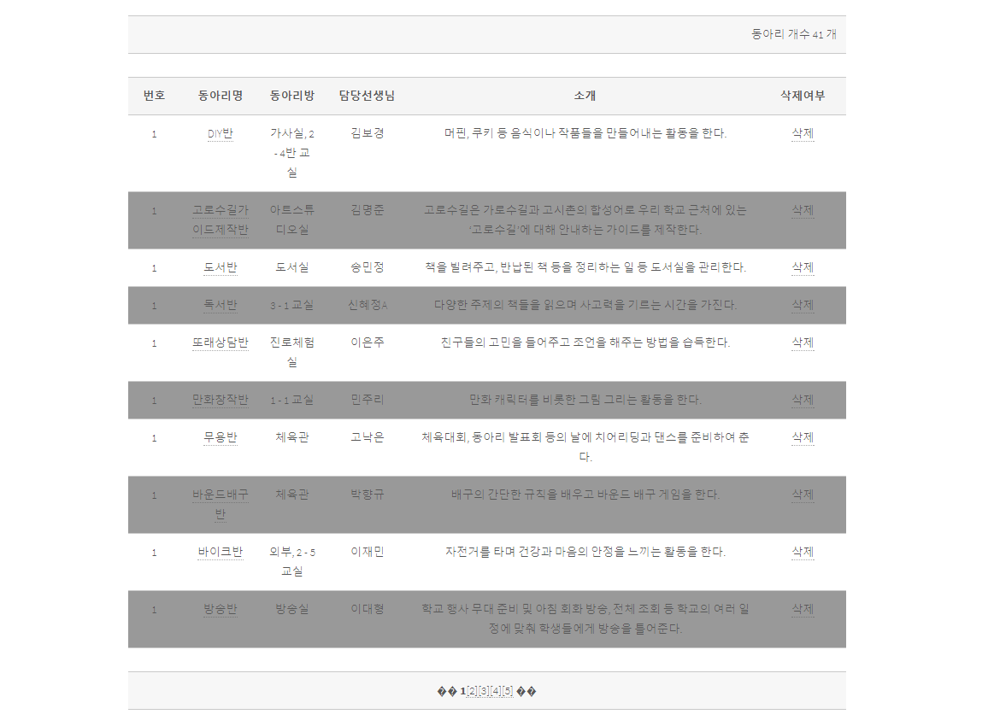 동아리 개수 41 개
번호 동아리명 동아리방 담당선생님 소개 삭제여부
1 DIY반 가사실, 2 - 4반 교실 김보경 머핀, 쿠키 등 음식이나 작품들을 만들어내는 활동을 한다. 삭제
1 고로수길가이드제작반 아트스튜디오실 김명준 고로수길은 가로수길과 고시촌의 합성어로 우리 학교 근처에 있는 '고로수길'에 대해 안내하는 가이드를 제작한다. 삭제
1 도서반 도서실 송민정 책을 빌려주고, 반납된 책 등을 정리하는 일 등 도서실을 관리한다. 삭제
1 독서반 3 - 1 교실 신혜정A 다양한 주제의 책들을 읽으며 사고력을 기르는 시간을 가진다. 삭제
1 또래상담반 진로체험실 이은주 친구들의 고민을 들어주고 조언을 해주는 방법을 습득한다. 삭제
1 만화창작반 1 - 1 교실 민주리 만화 캐릭터를 비롯한 그림 그리는 활동을 한다. 삭제
1 무용반 체육관 고낙은 체육대회, 동아리 발표회 등의 날에 치어리딩과 댄스를 준비하여 춘다. 삭제
1 바운드배구반 체육관 박향규 배구의 간단한 규칙을 배우고 바운드 배구 게임을 한다. 삭제
1 바이크반 외부, 2 - 5 교실 이재민 자전거를 타며 건강과 마음의 안정을 느끼는 활동을 한다. 삭제
1 방송반 방송실 이대형 학교 행사 무대 준비 및 아침 회화 방송, 전체 조회 등 학교의 여러 일정에 맞춰 학생들에게 방송을 틀어준다. 삭제
�� 1[2][3][4][5] ��